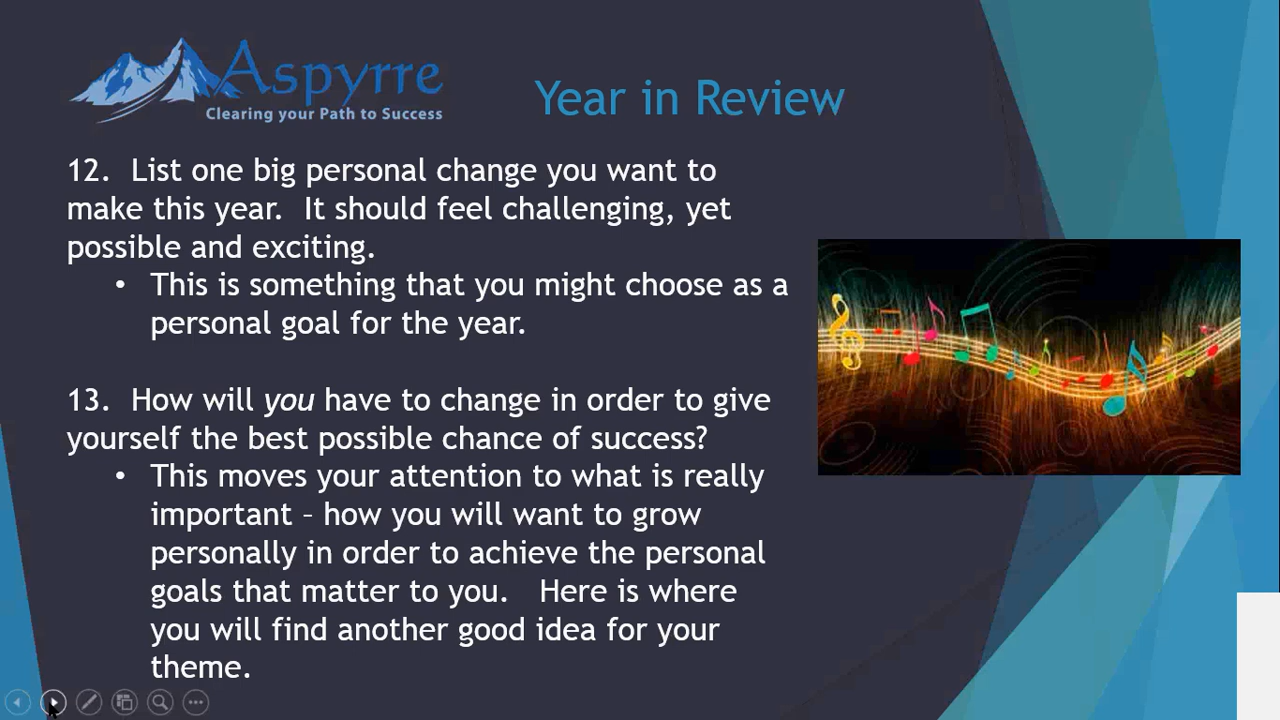 Aspyrre
Clearing your Path to Success
Year in Review
12.  List one big personal change you want to
make this year.  It should feel challenging, yet
possible and exciting.
• This is something that you might choose as a
personal goal for the year.
13.  How will you have to change in order to give
yourself the best possible chance of success?
• This moves your attention to what is really
important – how you will want to grow
personally in order to achieve the personal
goals that matter to you.   Here is where
you will find another good idea for your
theme.